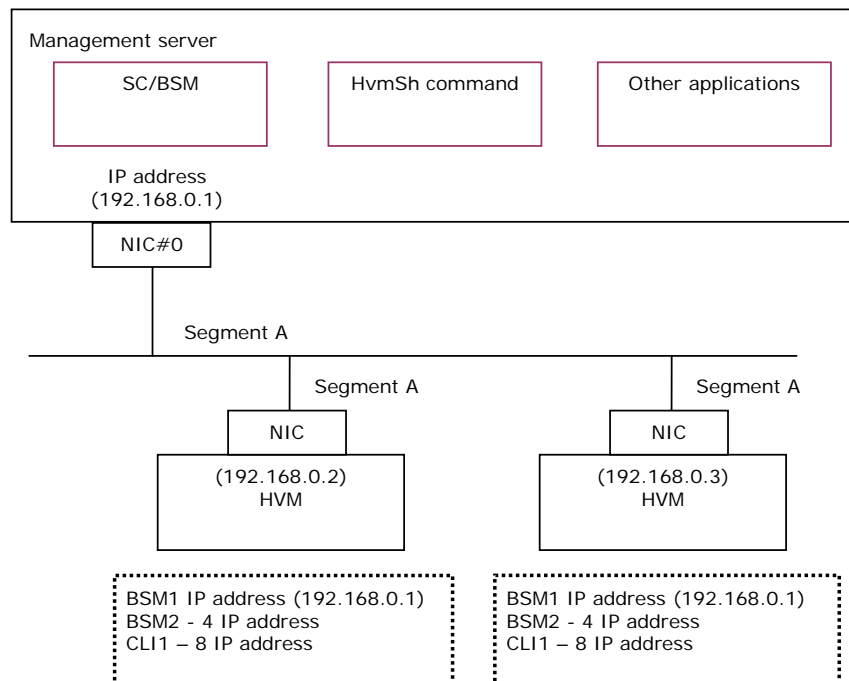 Management server
SC/BSM
HvmSh command
Other applications
IP address
(192.168.0.1)
NIC#0
Segment A
Segment A
Segment A
NIC
NIC
(192.168.0.2)
HVM
(192.168.0.3)
HVM
BSM1 IP address (192.168.0.1)
BSM2 - 4 IP address
CLI1 – 8 IP address
BSM1 IP address (192.168.0.1)
BSM2 - 4 IP address
CLI1 – 8 IP address